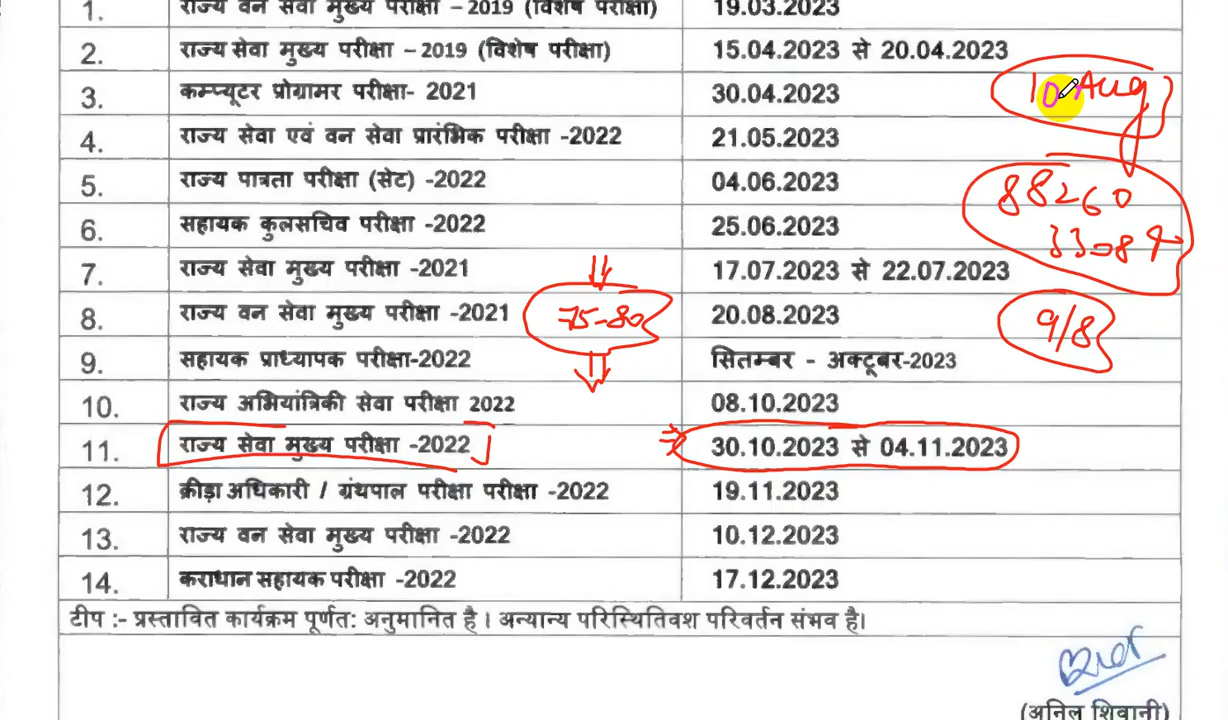 1. राज्य वन सेवा मुख्य परीक्षा – 2019 (विशेष परीक्षा) 19.03.2023
2. राज्य सेवा मुख्य परीक्षा – 2019 (विशेष परीक्षा) 15.04.2023 से 20.04.2023
3. कम्प्यूटर प्रोग्रामर परीक्षा- 2021 30.04.2023
10 Aug
4. राज्य सेवा एवं वन सेवा प्रारंभिक परीक्षा -2022 21.05.2023
5. राज्य पात्रता परीक्षा (सेट) -2022 04.06.2023
88260
6. सहायक कुलसचिव परीक्षा -2022 25.06.2023
7. राज्य सेवा मुख्य परीक्षा -2021 17.07.2023 से 22.07.2023
8. राज्य वन सेवा मुख्य परीक्षा -2021 20.08.2023
75-80
9/8
9. सहायक प्राध्यापक परीक्षा-2022 सितम्बर - अक्टूबर-2023
10. राज्य अभियांत्रिकी सेवा परीक्षा 2022 08.10.2023
11. राज्य सेवा मुख्य परीक्षा -2022 30.10.2023 से 04.11.2023
12. क्रीड़ा अधिकारी / ग्रंथपाल परीक्षा परीक्षा -2022 19.11.2023
13. राज्य वन सेवा मुख्य परीक्षा -2022 10.12.2023
14. कराधान सहायक परीक्षा -2022 17.12.2023
टीप :- प्रस्तावित कार्यक्रम पूर्णत: अनुमानित है। अन्यान्य परिस्थितिवश परिवर्तन संभव है।
(अनिल शिवानी)